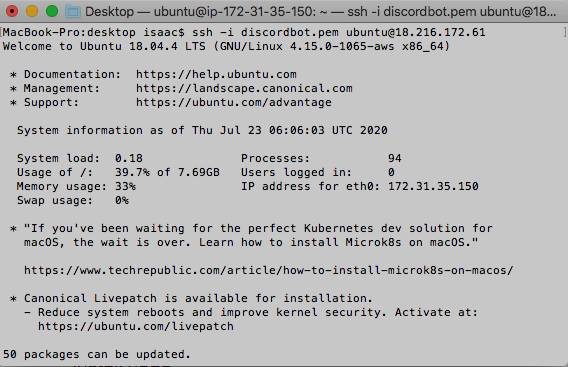 Desktop — ubuntu@ip-172-31-35-150: ~ — ssh -i discordbot.pem ubuntu@18...
[MacBook-Pro:desktop isaac$ ssh -i discordbot.pem ubuntu@18.216.172.61 ]
Welcome to Ubuntu 18.04.4 LTS (GNU/Linux 4.15.0-1065-aws x86_64)
* Documentation:  https://help.ubuntu.com
* Management:     https://landscape.canonical.com
* Support:        https://ubuntu.com/advantage
System information as of Thu Jul 23 06:06:03 UTC 2020
System load:  0.18              Processes:           94
Usage of /:   39.7% of 7.69GB   Users logged in:     0
Memory usage: 33%               IP address for eth0: 172.31.35.150
Swap usage:   0%
* "If you've been waiting for the perfect Kubernetes dev solution for
macOS, the wait is over. Learn how to install Microk8s on macOS."
https://www.techrepublic.com/article/how-to-install-microk8s-on-macos/
* Canonical Livepatch is available for installation.
- Reduce system reboots and improve kernel security. Activate at:
https://ubuntu.com/livepatch
50 packages can be updated.